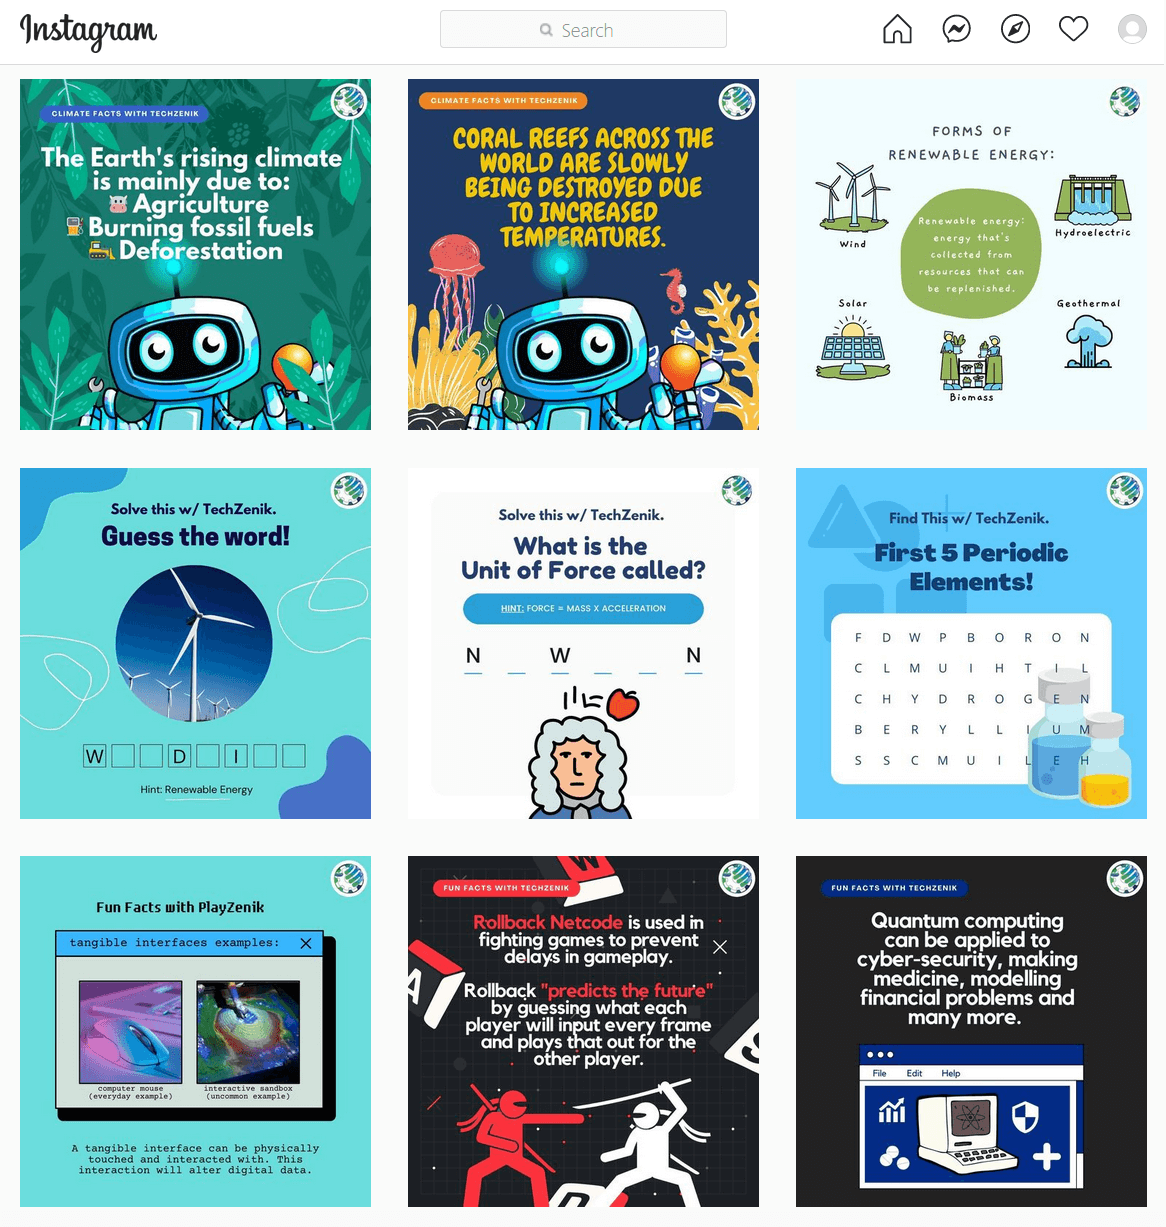 Instagram
Search
CLIMATE FACTS WITH TECHZENIK
The Earth's rising climate
is mainly due to:
Agriculture
Burning fossil fuels
Deforestation
CLIMATE FACTS WITH TECHZENIK
CORAL REEFS ACROSS THE
WORLD ARE SLOWLY
BEING DESTROYED DUE
TO INCREASED
TEMPERATURES.
FORMS OF
RENEWABLE ENERGY:
Wind
Hydroelectric
Renewable energy:
energy that's
collected from
resources that can
be replenished.
Solar
Geothermal
Biomass
Solve this w/ TechZenik.
Guess the word!
W D I
Hint: Renewable Energy
Solve this w/ TechZenik.
What is the
Unit of Force called?
HINT: FORCE = MASS X ACCELERATION
N W N
Find This w/ TechZenik.
First 5 Periodic
Elements!
F D W P B O R O N
C L M U I H T I L
C H Y D R O G E N
B E R Y L L I U M
S S C M U I L E H
Fun Facts with PlayZenik
tangible interfaces examples:
computer mouse
(everyday example)
interactive sandbox
(uncommon example)
A tangible interface can be physically
touched and interacted with. This
interaction will alter digital data.
FUN FACTS WITH TECHZENIK
W
Rollback Netcode is used in
fighting games to prevent
delays in gameplay.
A
Rollback "predicts the future"
by guessing what each
player will input every frame
and plays that out for the
other player.
S
D
FUN FACTS WITH TECHZENIK
Quantum computing
can be applied to
cyber-security, making
medicine, modelling
financial problems and
many more.
File Edit Help